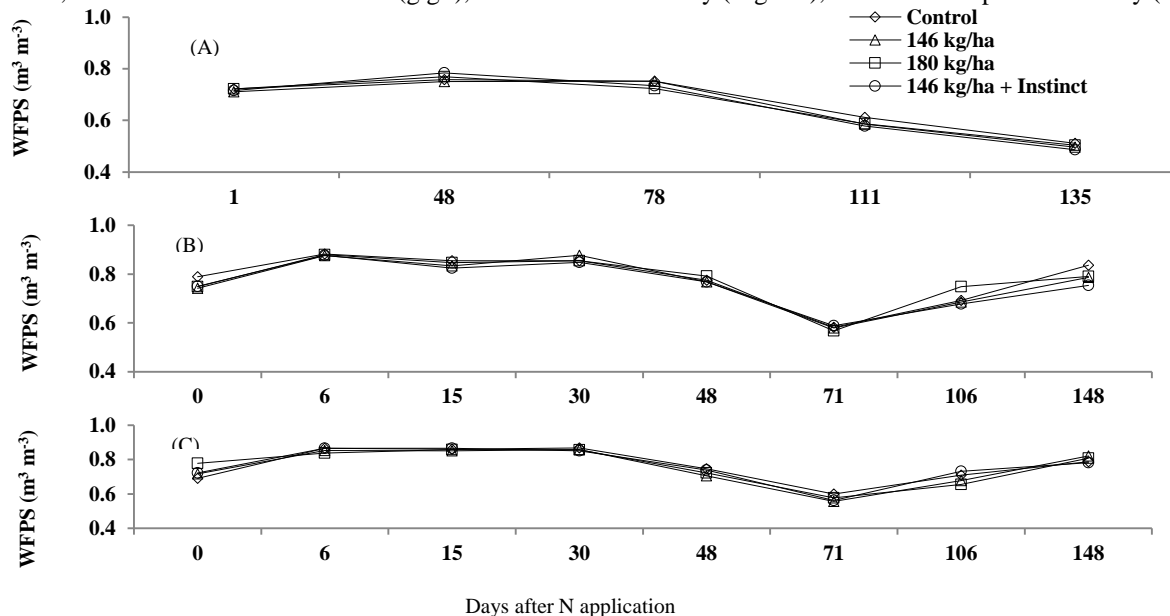 (A)
Control
146 kg/ha
180 kg/ha
146 kg/ha + Instinct
WFPS (m³ m⁻³)
1.0
0.8
0.6
0.4
1 48 78 111 135
(B)
WFPS (m³ m⁻³)
1.0
0.8
0.6
0.4
0 6 15 30 48 71 106 148
(C)
WFPS (m³ m⁻³)
1.0
0.8
0.6
0.4
0 6 15 30 48 71 106 148
Days after N application